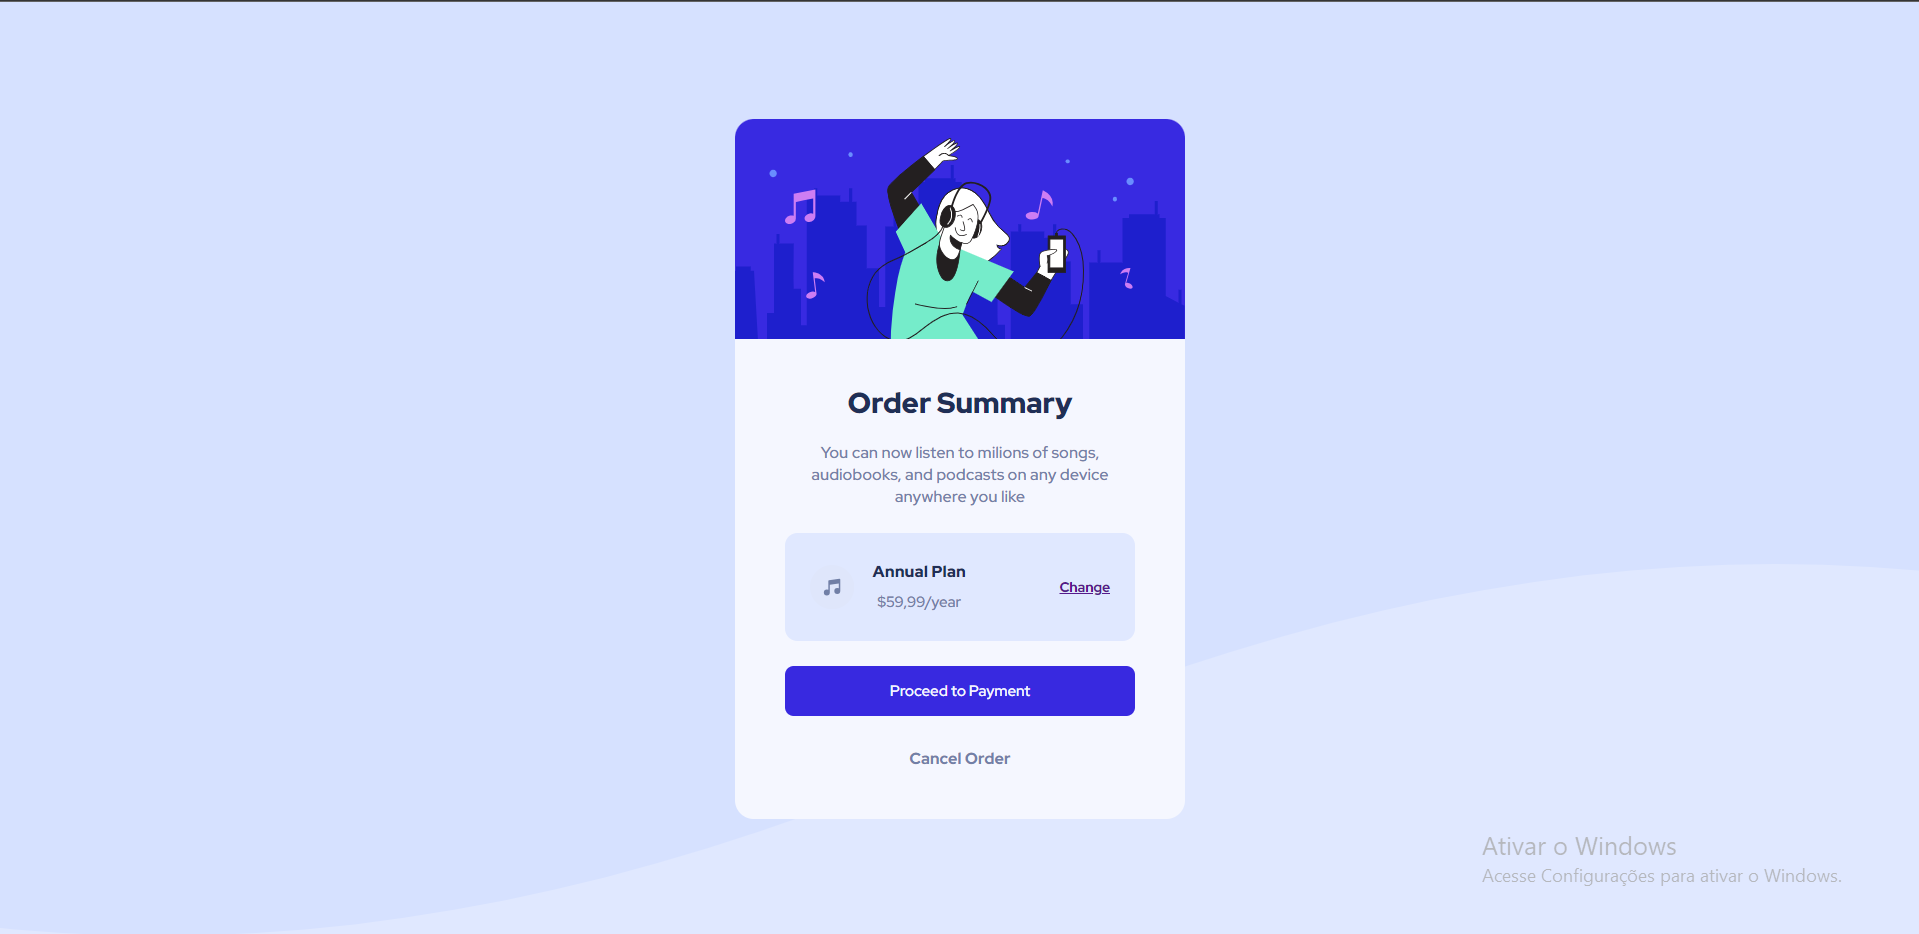 Order Summary
You can now listen to milions of songs,
audiobooks, and podcasts on any device
anywhere you like
Annual Plan
$59,99/year
Change
Proceed to Payment
Cancel Order
Ativar o Windows
Acesse Configurações para ativar o Windows.